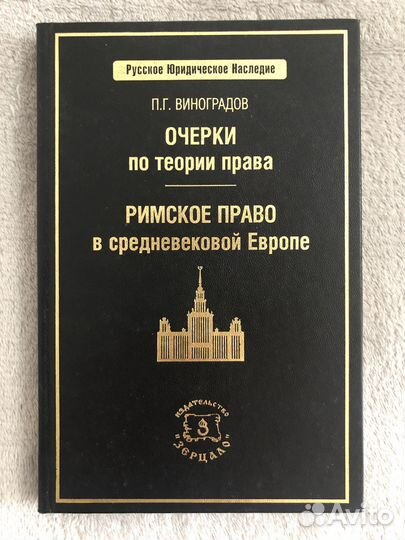 Русское Юридическое Наследие
П.Г. ВИНОГРАДОВ
ОЧЕРКИ
по теории права
РИМСКОЕ ПРАВО
в средневековой Европе
издательство
"ЗЕРЦАЛО"
Avito